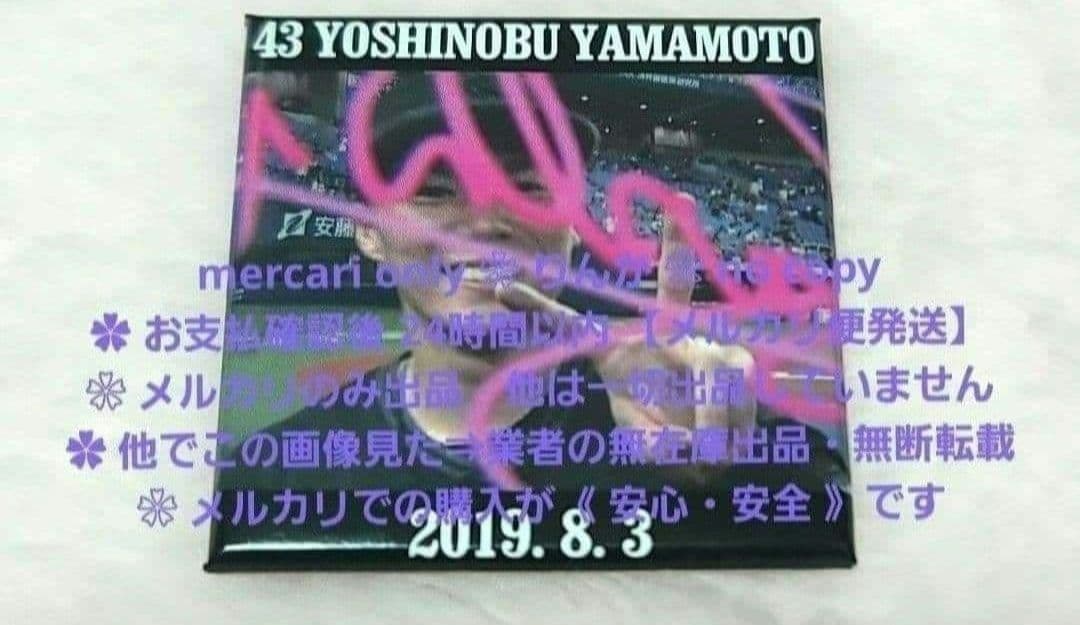 43 YOSHINOBU YAMAMOTO
安藤
mercari only ❀ りんか ❀ no copy
✿ お支払確認後 24時間以内 【メルカリ便発送】
❀ メルカリのみ出品 他は一切出品していません
✿ 他でこの画像見た⇒業者の無在庫出品・無断転載
❀ メルカリでの購入が《 安心・安全 》 です
2019. 8. 3